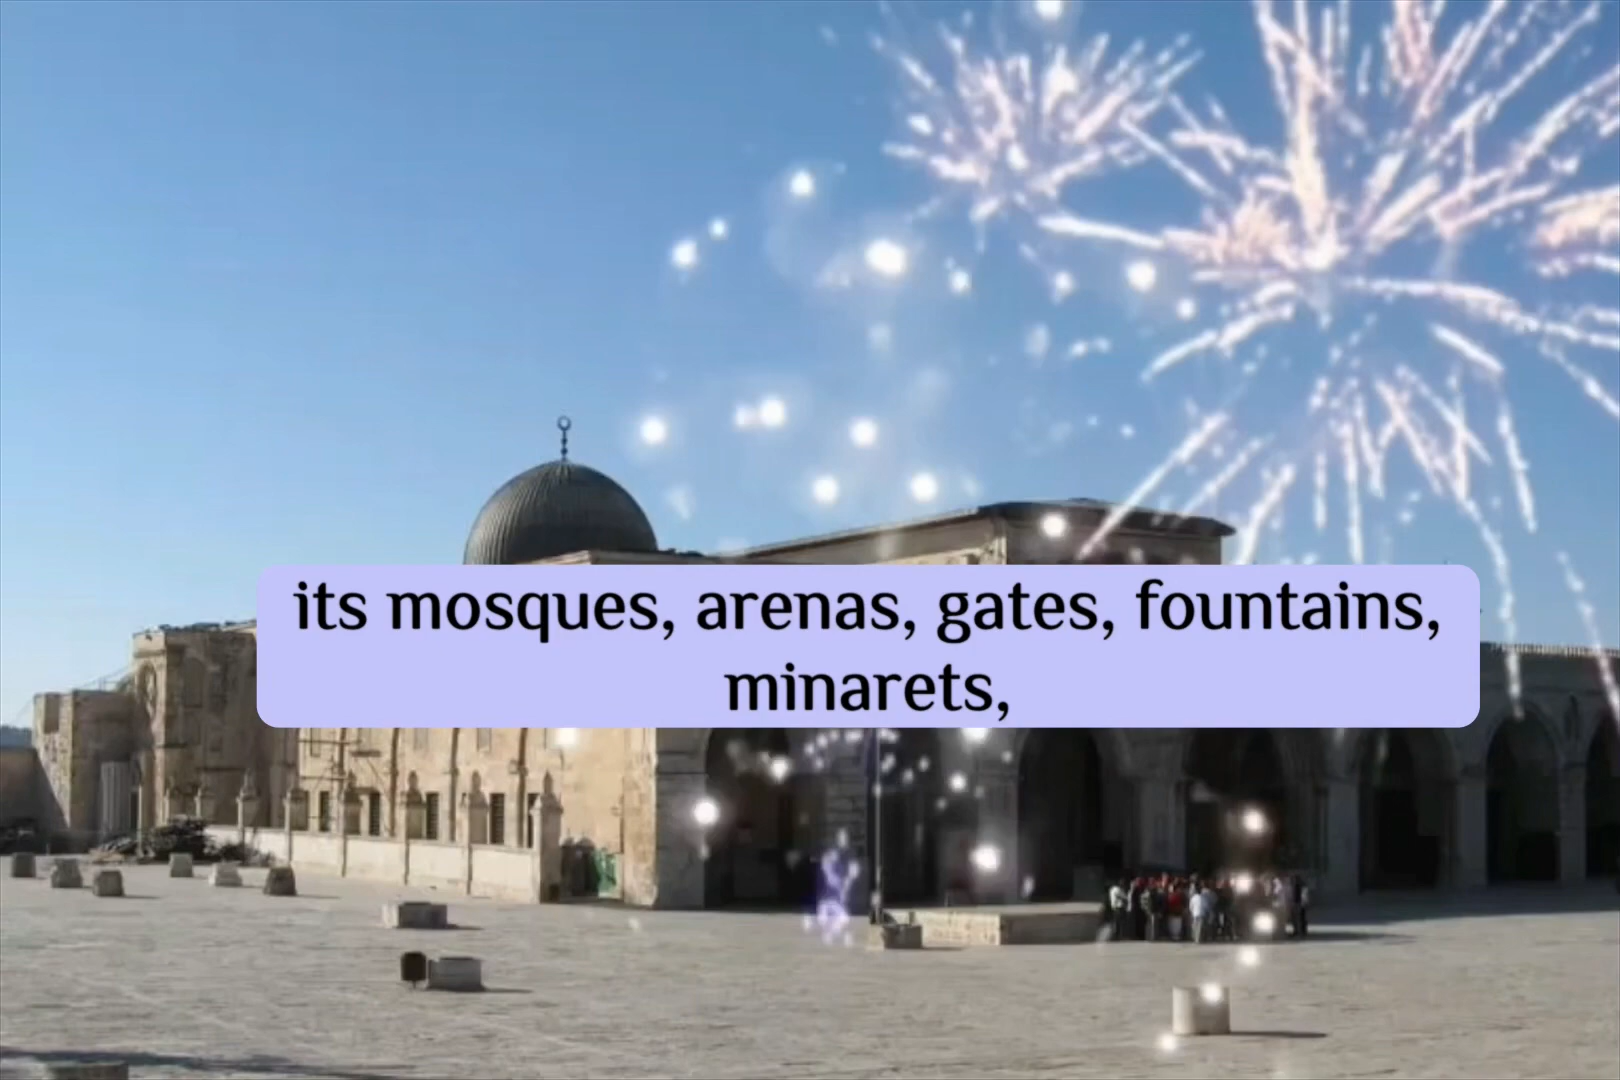 its mosques, arenas, gates, fountains,
minarets,